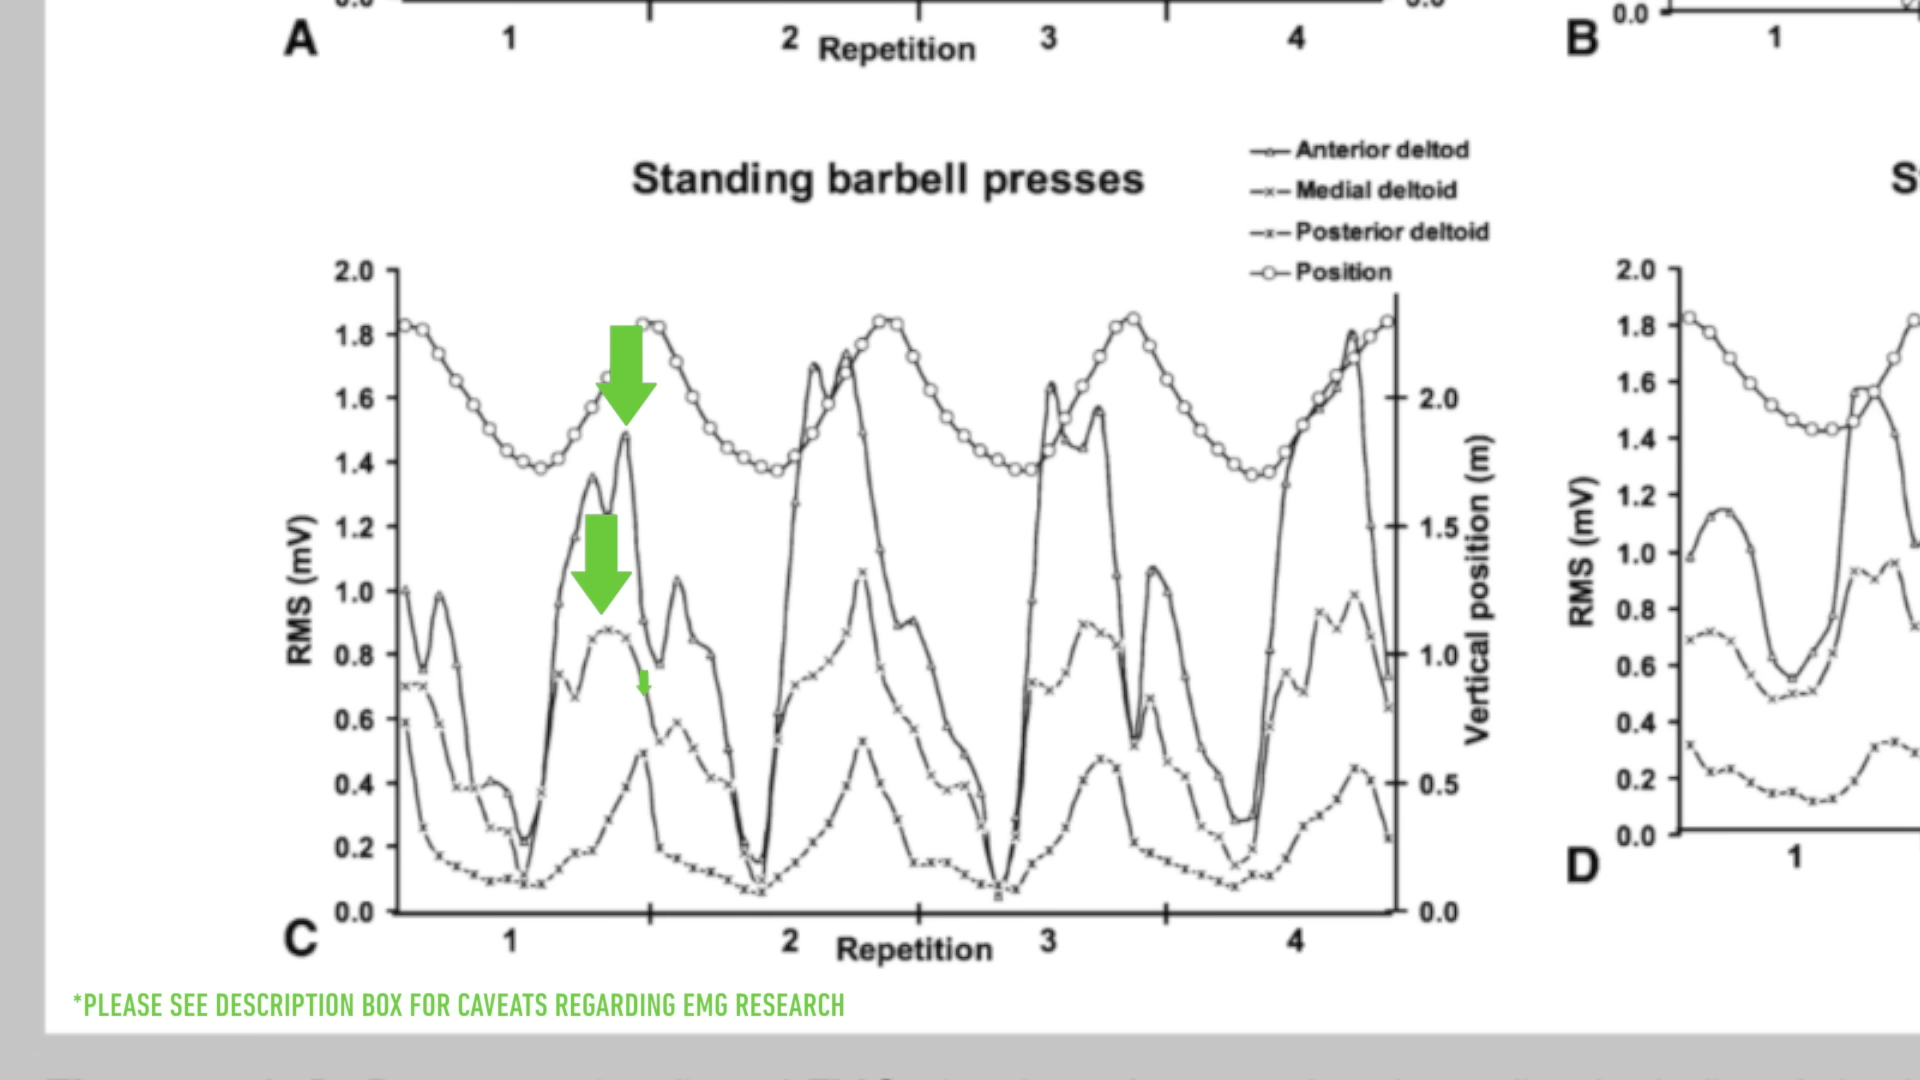 0.0
0.0
0.0
A
1
2
Repetition
3
4
B
1
Standing barbell presses
Anterior deltod
Medial deltoid
Posterior deltoid
Position
2.0
1.8
1.6
1.4
1.2
1.0
0.8
0.6
0.4
0.2
0.0
RMS (mV)
2.0
1.5
1.0
0.5
0.0
Vertical position (m)
C
1
2
Repetition
3
4
2.0
1.8
1.6
1.4
1.2
1.0
0.8
0.6
0.4
0.2
0.0
RMS (mV)
D
1
*PLEASE SEE DESCRIPTION BOX FOR CAVEATS REGARDING EMG RESEARCH